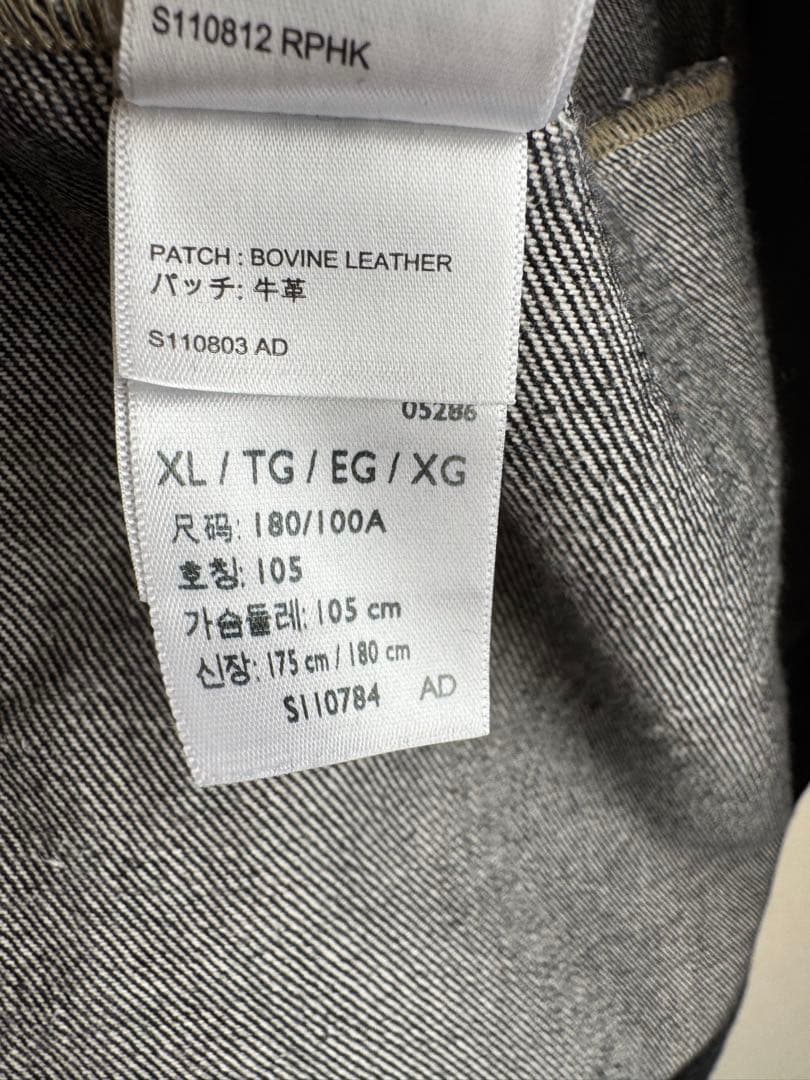 S110812 RPHK
PATCH : BOVINE LEATHER
パッチ: 牛革
S110803 AD
05286
XL / TG / EG / XG
尺码: 180/100A
호칭: 105
가슴둘레: 105 cm
신장: 175 cm / 180 cm
S110784 AD